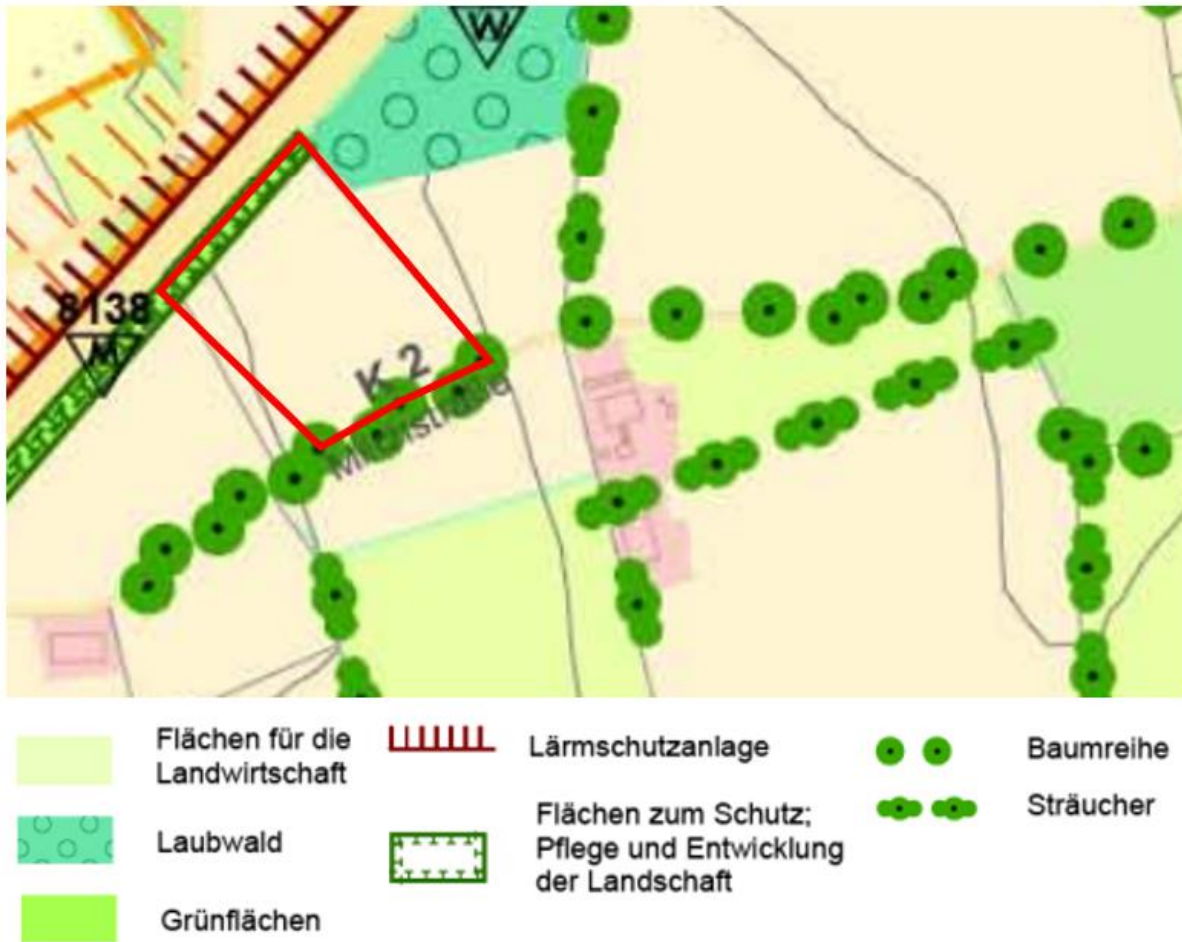 W
8138
W
K 2
Flächen für die
Landwirtschaft
Laubwald
Grünflächen
Lärmschutzanlage
Flächen zum Schutz;
Pflege und Entwicklung
der Landschaft
Baumreihe
Sträucher